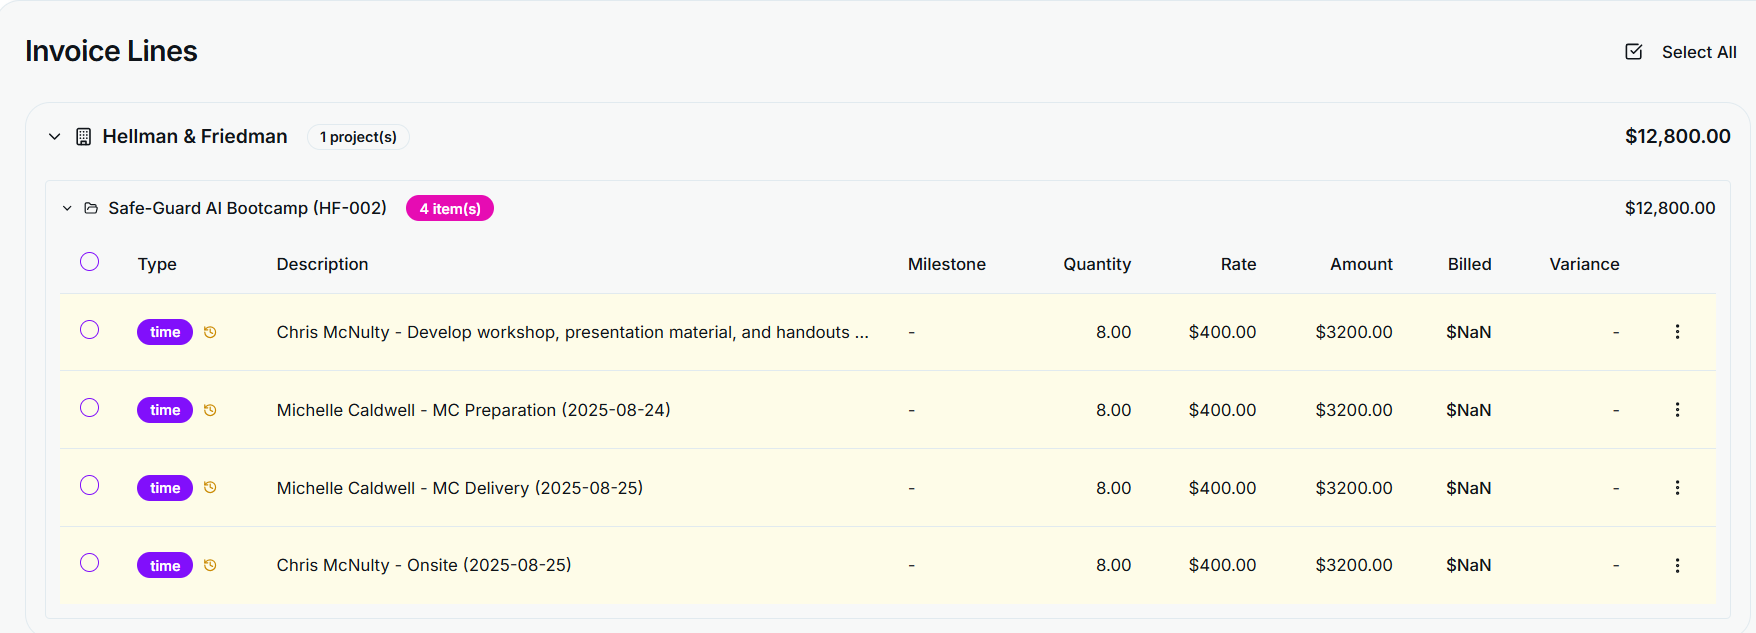 Invoice Lines
Select All
Hellman & Friedman 1 project(s) $12,800.00
Safe-Guard AI Bootcamp (HF-002) 4 item(s) $12,800.00
Type Description Milestone Quantity Rate Amount Billed Variance
time Chris McNulty - Develop workshop, presentation material, and handouts ... - 8.00 $400.00 $3200.00 $NaN -
time Michelle Caldwell - MC Preparation (2025-08-24) - 8.00 $400.00 $3200.00 $NaN -
time Michelle Caldwell - MC Delivery (2025-08-25) - 8.00 $400.00 $3200.00 $NaN -
time Chris McNulty - Onsite (2025-08-25) - 8.00 $400.00 $3200.00 $NaN -